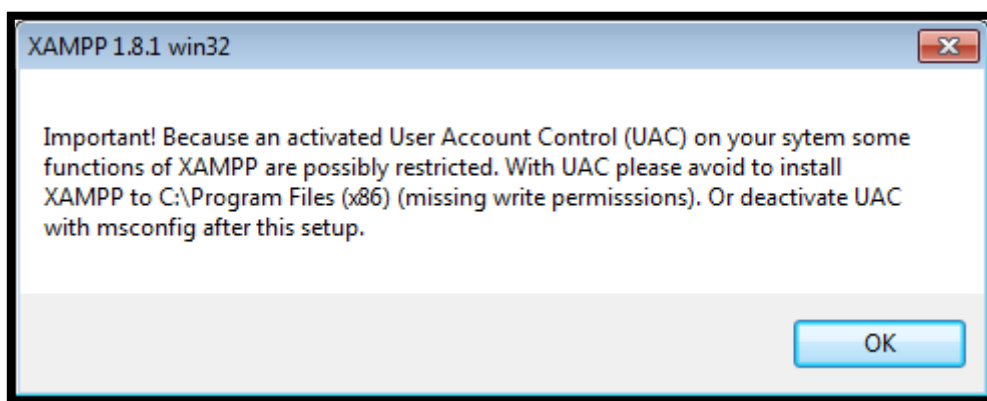 XAMPP 1.8.1 win32
Important! Because an activated User Account Control (UAC) on your sytem some
functions of XAMPP are possibly restricted. With UAC please avoid to install
XAMPP to C:\Program Files (x86) (missing write permisssions). Or deactivate UAC
with msconfig after this setup.
OK